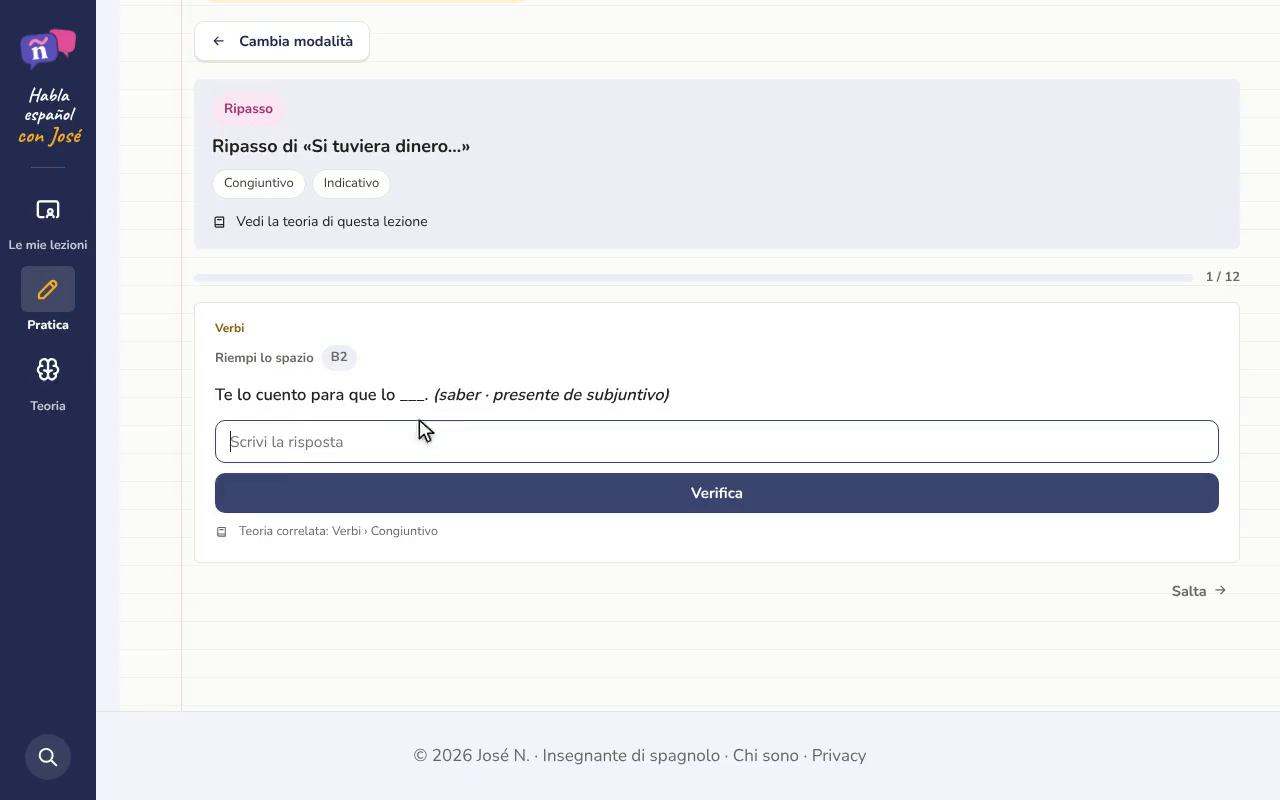 ñ
Habla
español
con José
Le mie lezioni
Pratica
Teoria
← Cambia modalità
Ripasso
Ripasso di «Si tuviera dinero…»
Congiuntivo Indicativo
Vedi la teoria di questa lezione
1 / 12
Verbi
Riempi lo spazio B2
Te lo cuento para que lo ___. (saber · presente de subjuntivo)
Scrivi la risposta
Verifica
Teoria correlata: Verbi › Congiuntivo
Salta →
© 2026 José N. · Insegnante di spagnolo · Chi sono · Privacy